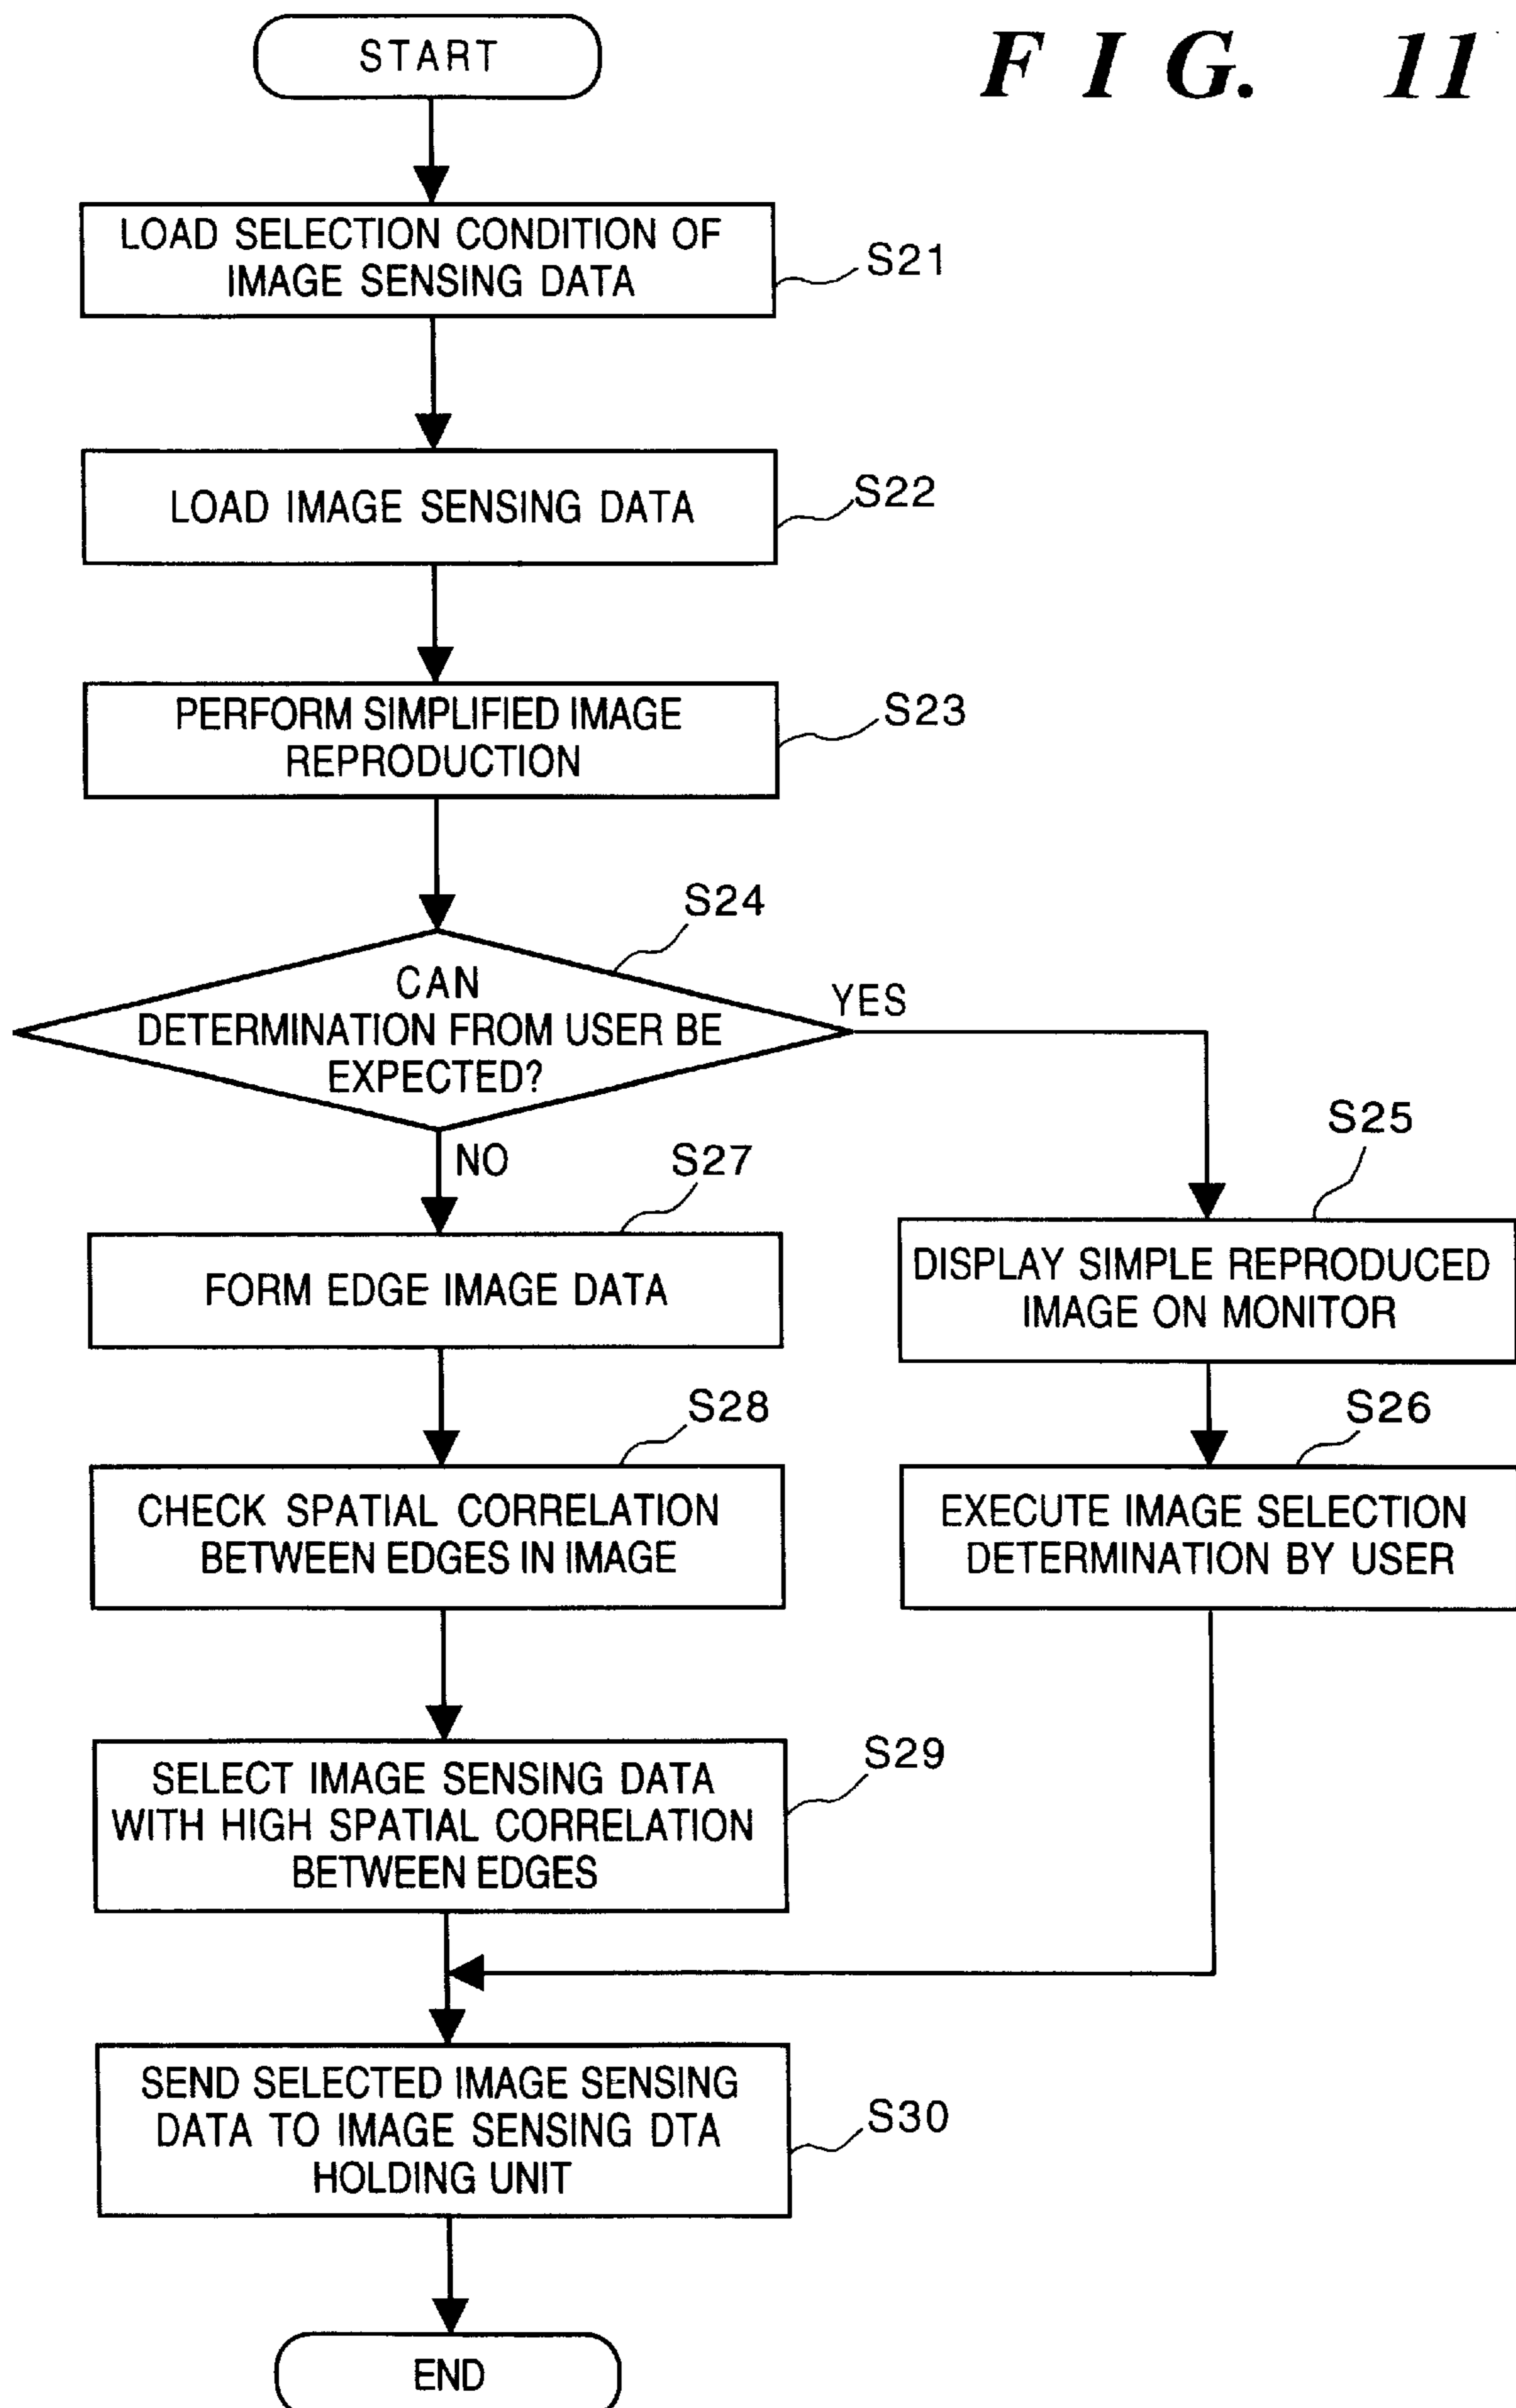 FIG. 11
START
LOAD SELECTION CONDITION OF
IMAGE SENSING DATA
S21
LOAD IMAGE SENSING DATA
S22
PERFORM SIMPLIFIED IMAGE
REPRODUCTION
S23
S24
CAN
DETERMINATION FROM USER BE
EXPECTED?
YES
NO
S25
DISPLAY SIMPLE REPRODUCED
IMAGE ON MONITOR
S26
EXECUTE IMAGE SELECTION
DETERMINATION BY USER
S27
FORM EDGE IMAGE DATA
S28
CHECK SPATIAL CORRELATION
BETWEEN EDGES IN IMAGE
S29
SELECT IMAGE SENSING DATA
WITH HIGH SPATIAL CORRELATION
BETWEEN EDGES
SEND SELECTED IMAGE SENSING
DATA TO IMAGE SENSING DTA
HOLDING UNIT
S30
END